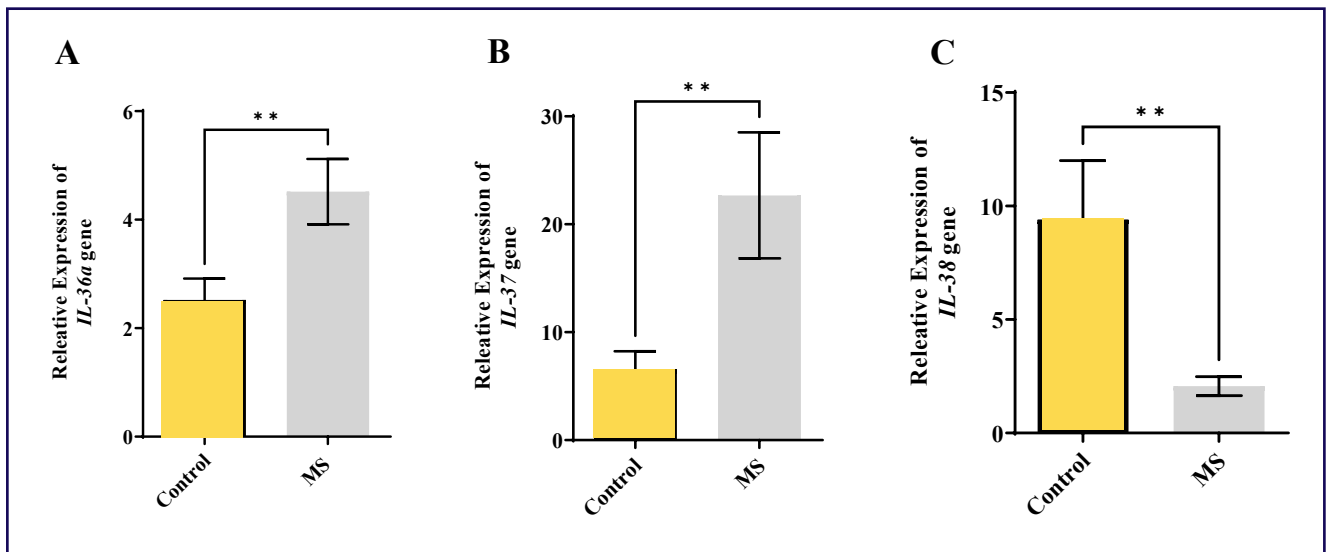 A
Releative Expression of
IL-36a gene
6
4
2
0
**
Control
MS
B
Releative Expression of
IL-37 gene
30
20
10
0
**
Control
MS
C
Releative Expression of
IL-38 gene
15
10
5
0
**
Control
MS